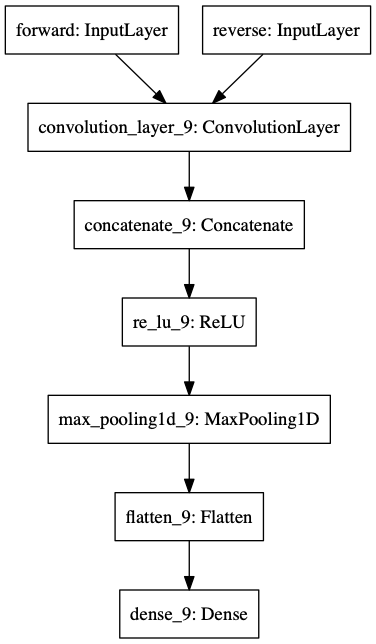 forward: InputLayer
reverse: InputLayer
convolution_layer_9: ConvolutionLayer
concatenate_9: Concatenate
re_lu_9: ReLU
max_pooling1d_9: MaxPooling1D
flatten_9: Flatten
dense_9: Dense